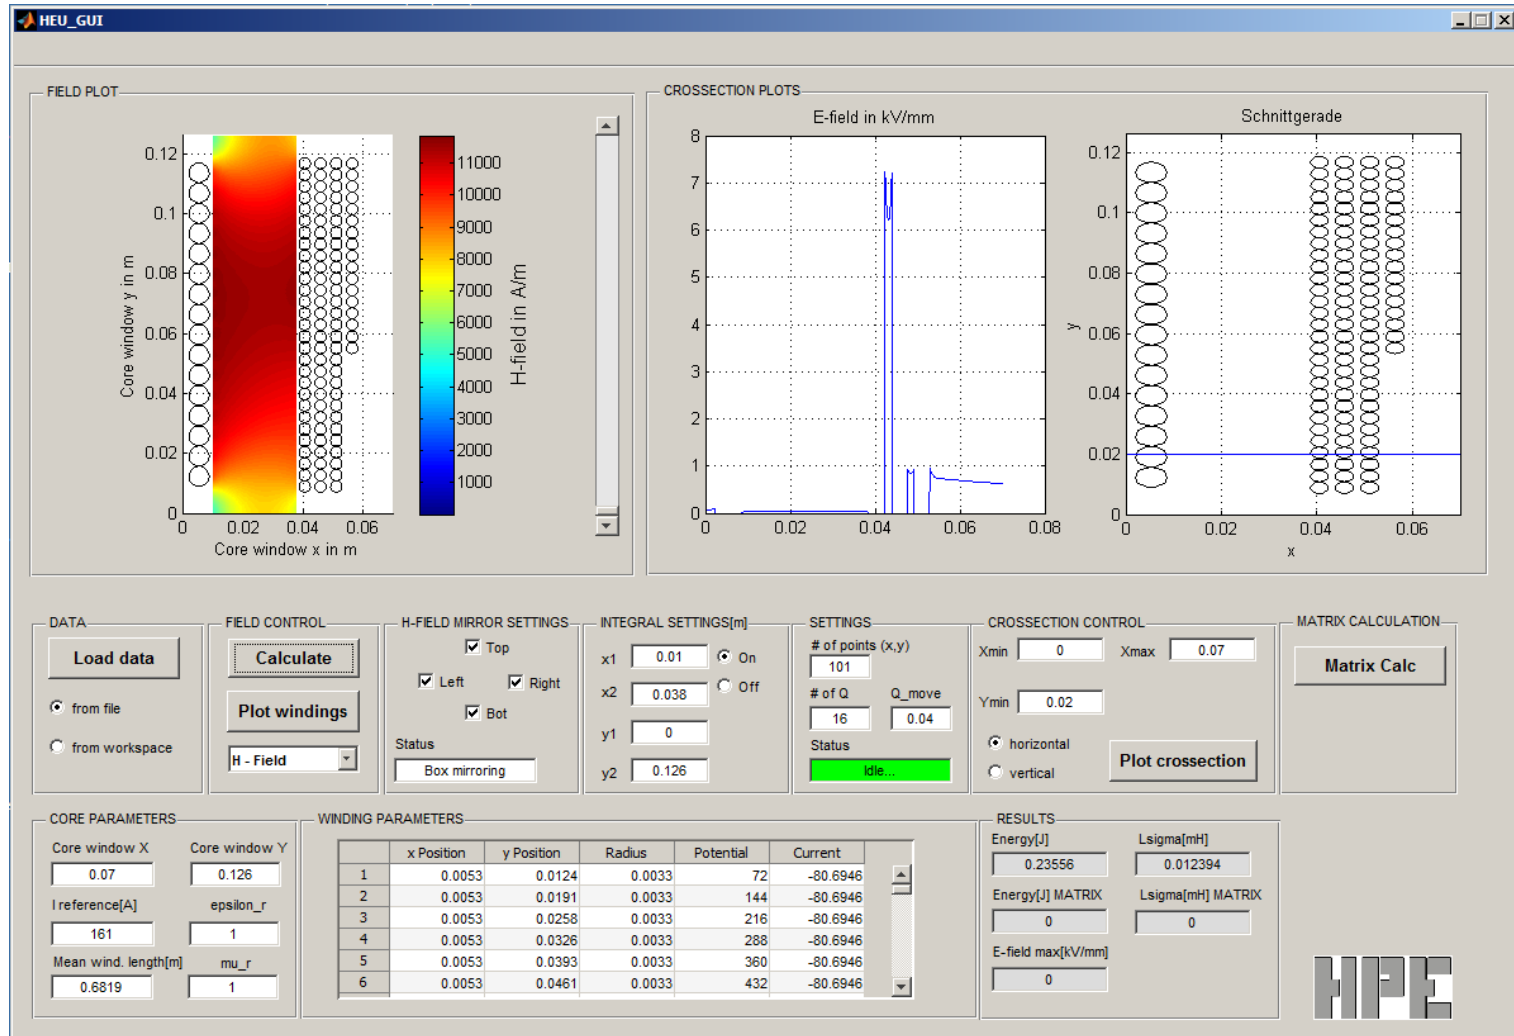 HEU_GUI
FIELD PLOT
0.12
0.1
0.08
0.06
0.04
0.02
0
0 0.02 0.04 0.06
Core window y in m
Core window x in m
11000
10000
9000
8000
7000
6000
5000
4000
3000
2000
1000
H-field in A/m
CROSSECTION PLOTS
E-field in kV/mm
8
7
6
5
4
3
2
1
0
0 0.02 0.04 0.06 0.08
Schnittgerade
0.12
0.1
0.08
0.06
0.04
0.02
0
0 0.02 0.04 0.06
y
x
DATA
Load data
from file
from workspace
FIELD CONTROL
Calculate
Plot windings
H - Field
H-FIELD MIRROR SETTINGS
Top
Left Right
Bot
Status
Box mirroring
INTEGRAL SETTINGS[m]
x1 0.01 On
x2 0.038 Off
y1 0
y2 0.126
SETTINGS
# of points (x,y)
101
# of Q Q_move
16 0.04
Status
Idle...
CROSSECTION CONTROL
Xmin 0 Xmax 0.07
Ymin 0.02
horizontal
vertical
Plot crossection
MATRIX CALCULATION
Matrix Calc
CORE PARAMETERS
Core window X Core window Y
0.07 0.126
I reference[A] epsilon_r
161 1
Mean wind. length[m] mu_r
0.6819 1
WINDING PARAMETERS
x Position y Position Radius Potential Current
1 0.0053 0.0124 0.0033 72 -80.6946
2 0.0053 0.0191 0.0033 144 -80.6946
3 0.0053 0.0258 0.0033 216 -80.6946
4 0.0053 0.0326 0.0033 288 -80.6946
5 0.0053 0.0393 0.0033 360 -80.6946
6 0.0053 0.0461 0.0033 432 -80.6946
RESULTS
Energy[J] Lsigma[mH]
0.23556 0.012394
Energy[J] MATRIX Lsigma[mH] MATRIX
0 0
E-field max[kV/mm]
0
HPE